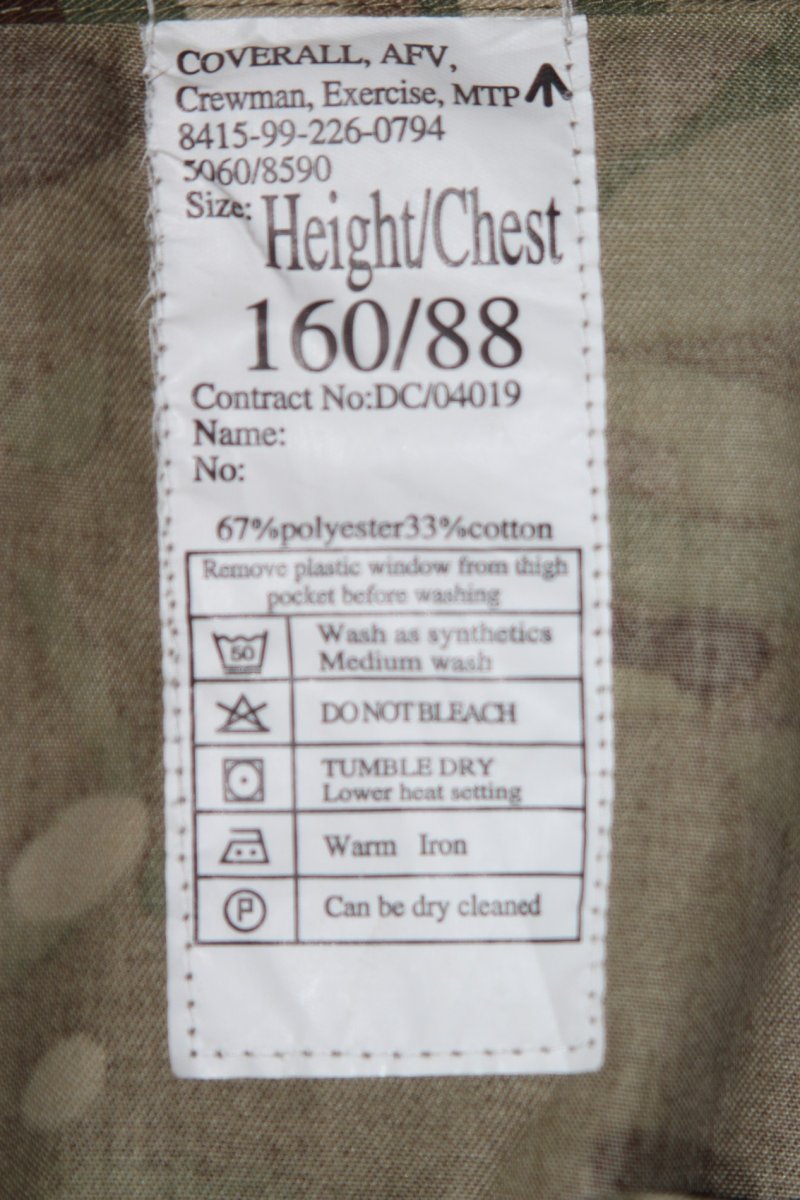 COVERALL, AFV,
Crewman, Exercise, MTP
8415-99-226-0794
5060/8590
Size: Height/Chest
160/88
Contract No:DC/04019
Name:
No:
67%polyester33%cotton
Remove plastic window from thigh
pocket before washing
50
Wash as synthetics
Medium wash
DO NOT BLEACH
TUMBLE DRY
Lower heat setting
Warm Iron
P
Can be dry cleaned